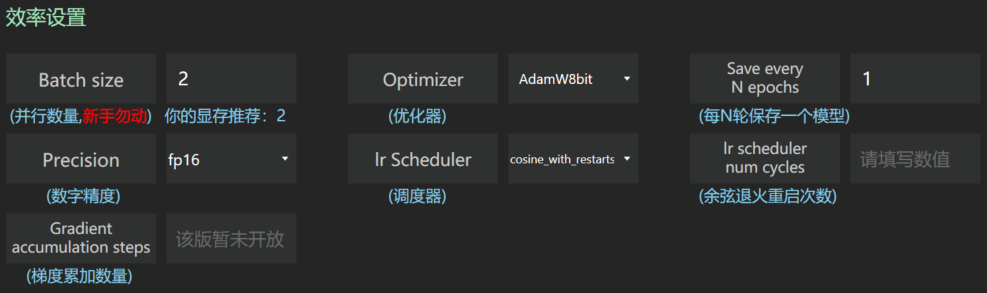 效率设置
Batch size 2 Optimizer AdamW8bit Save every N epochs 1
(并行数量,新手勿动) 你的显存推荐：2 (优化器) (每N轮保存一个模型)
Precision fp16 lr Scheduler cosine_with_restarts lr scheduler num cycles 请填写数值
(数字精度) (调度器) (余弦退火重启次数)
Gradient accumulation steps 该版暂未开放
(梯度累加数量)